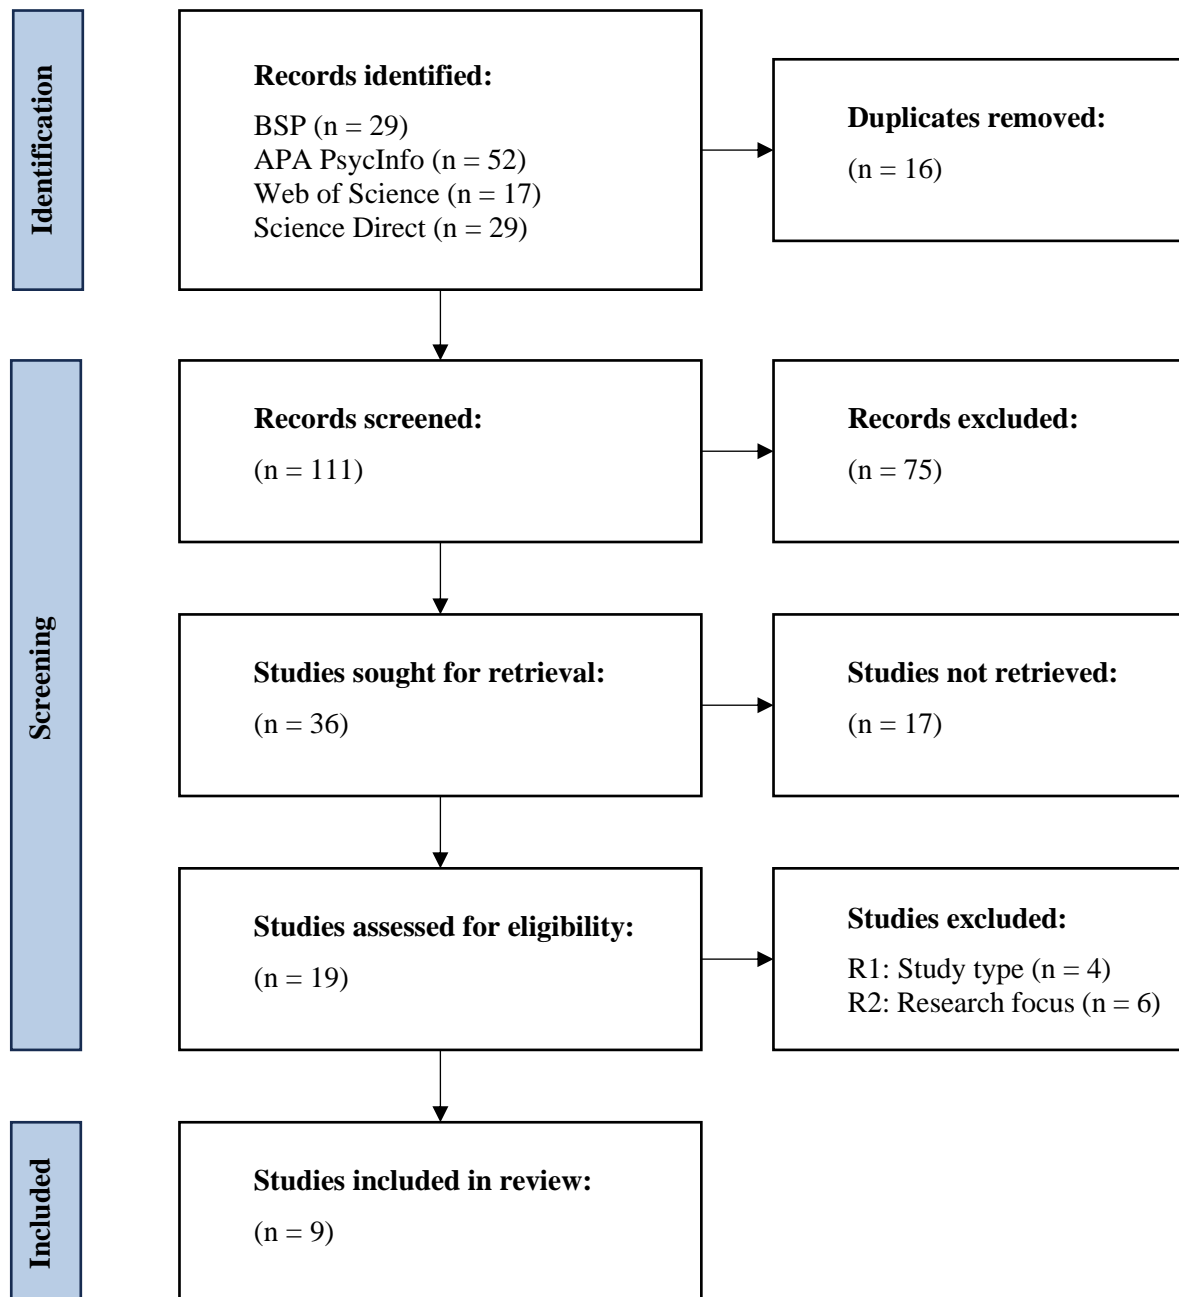 Identification
Records identified:
BSP (n = 29)
APA PsycInfo (n = 52)
Web of Science (n = 17)
Science Direct (n = 29)
Duplicates removed:
(n = 16)
Screening
Records screened:
(n = 111)
Records excluded:
(n = 75)
Studies sought for retrieval:
(n = 36)
Studies not retrieved:
(n = 17)
Studies assessed for eligibility:
(n = 19)
Studies excluded:
R1: Study type (n = 4)
R2: Research focus (n = 6)
Included
Studies included in review:
(n = 9)